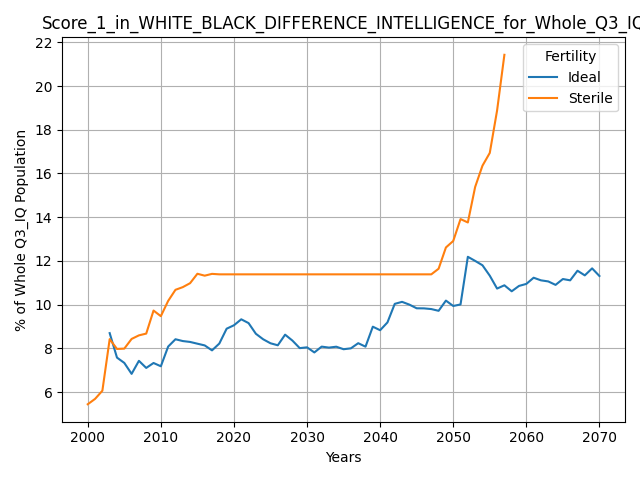 Score_1_in_WHITE_BLACK_DIFFERENCE_INTELLIGENCE_for_Whole_Q3_IQ
22
20
18
16
14
12
10
8
6
% of Whole Q3_IQ Population
Fertility
Ideal
Sterile
2000 2010 2020 2030 2040 2050 2060 2070
Years